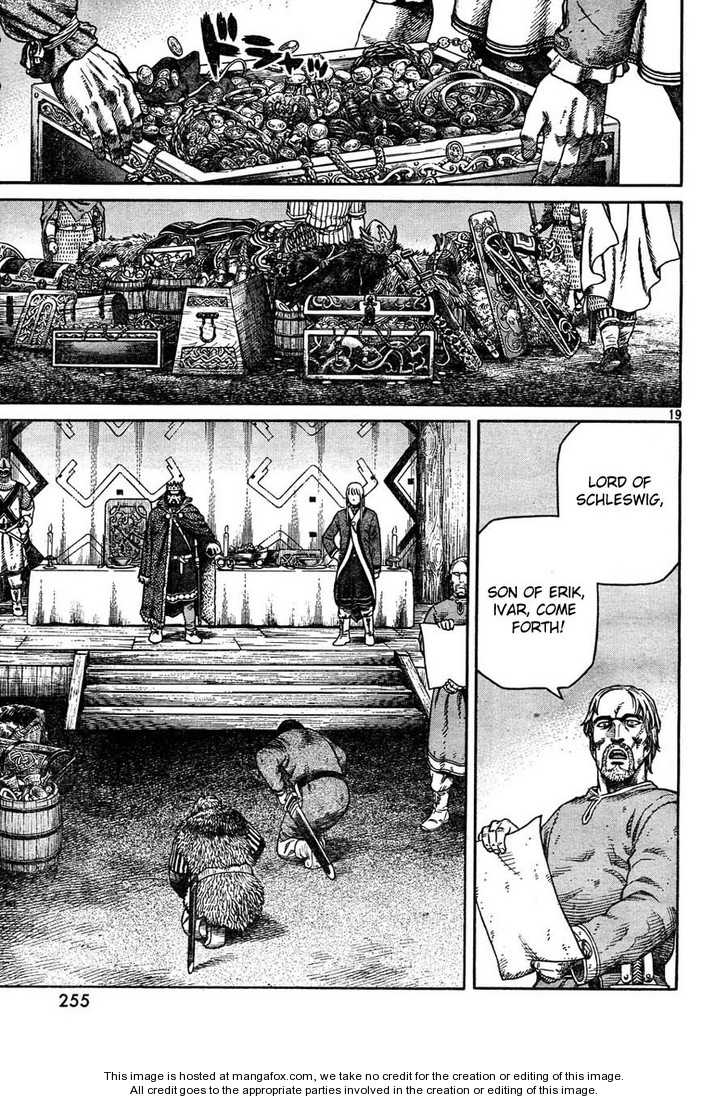 ドシャッ
19
LORD OF
SCHLESWIG,
SON OF ERIK,
IVAR, COME
FORTH!
255
This image is hosted at mangafox.com, we take no credit for the creation or editing of this image.
All credit goes to the appropriate parties involved in the creation or editing of this image.